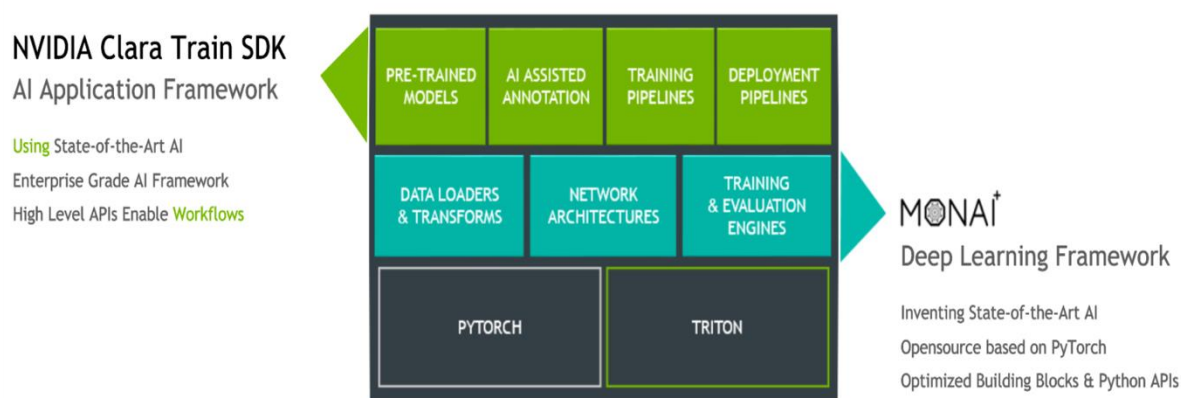 NVIDIA Clara Train SDK
AI Application Framework
Using State-of-the-Art AI
Enterprise Grade AI Framework
High Level APIs Enable Workflows
PRE-TRAINED
MODELS
AI ASSISTED
ANNOTATION
TRAINING
PIPELINES
DEPLOYMENT
PIPELINES
DATA LOADERS
& TRANSFORMS
NETWORK
ARCHITECTURES
TRAINING
& EVALUATION
ENGINES
PYTORCH
TRITON
MONAI
Deep Learning Framework
Inventing State-of-the-Art AI
Opensource based on PyTorch
Optimized Building Blocks & Python APIs